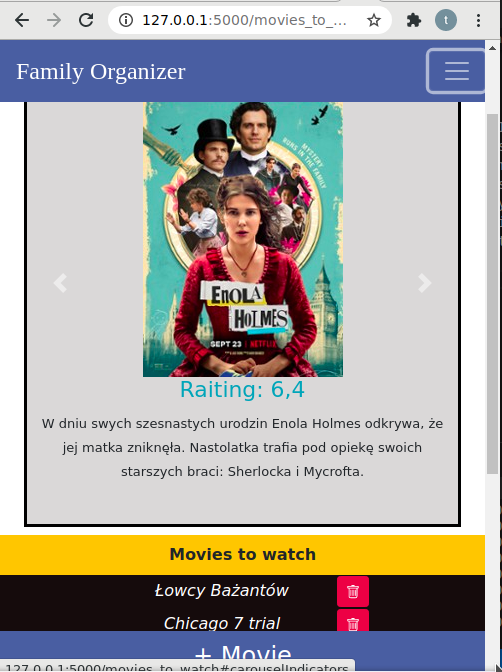 127.0.0.1:5000/movies_to_...
t
Family Organizer
MYSTERY
RUNS IN THE FAMILY
ENOLA
HOLMES
SEPT 23 | NETFLIX
Raiting: 6,4
W dniu swych szesnastych urodzin Enola Holmes odkrywa, że
jej matka zniknęła. Nastolatka trafia pod opiekę swoich
starszych braci: Sherlocka i Mycrofta.
Movies to watch
Łowcy Bażantów
Chicago 7 trial
+ Movie
127.0.0.1:5000/movies_to_watch#carouselIndicators